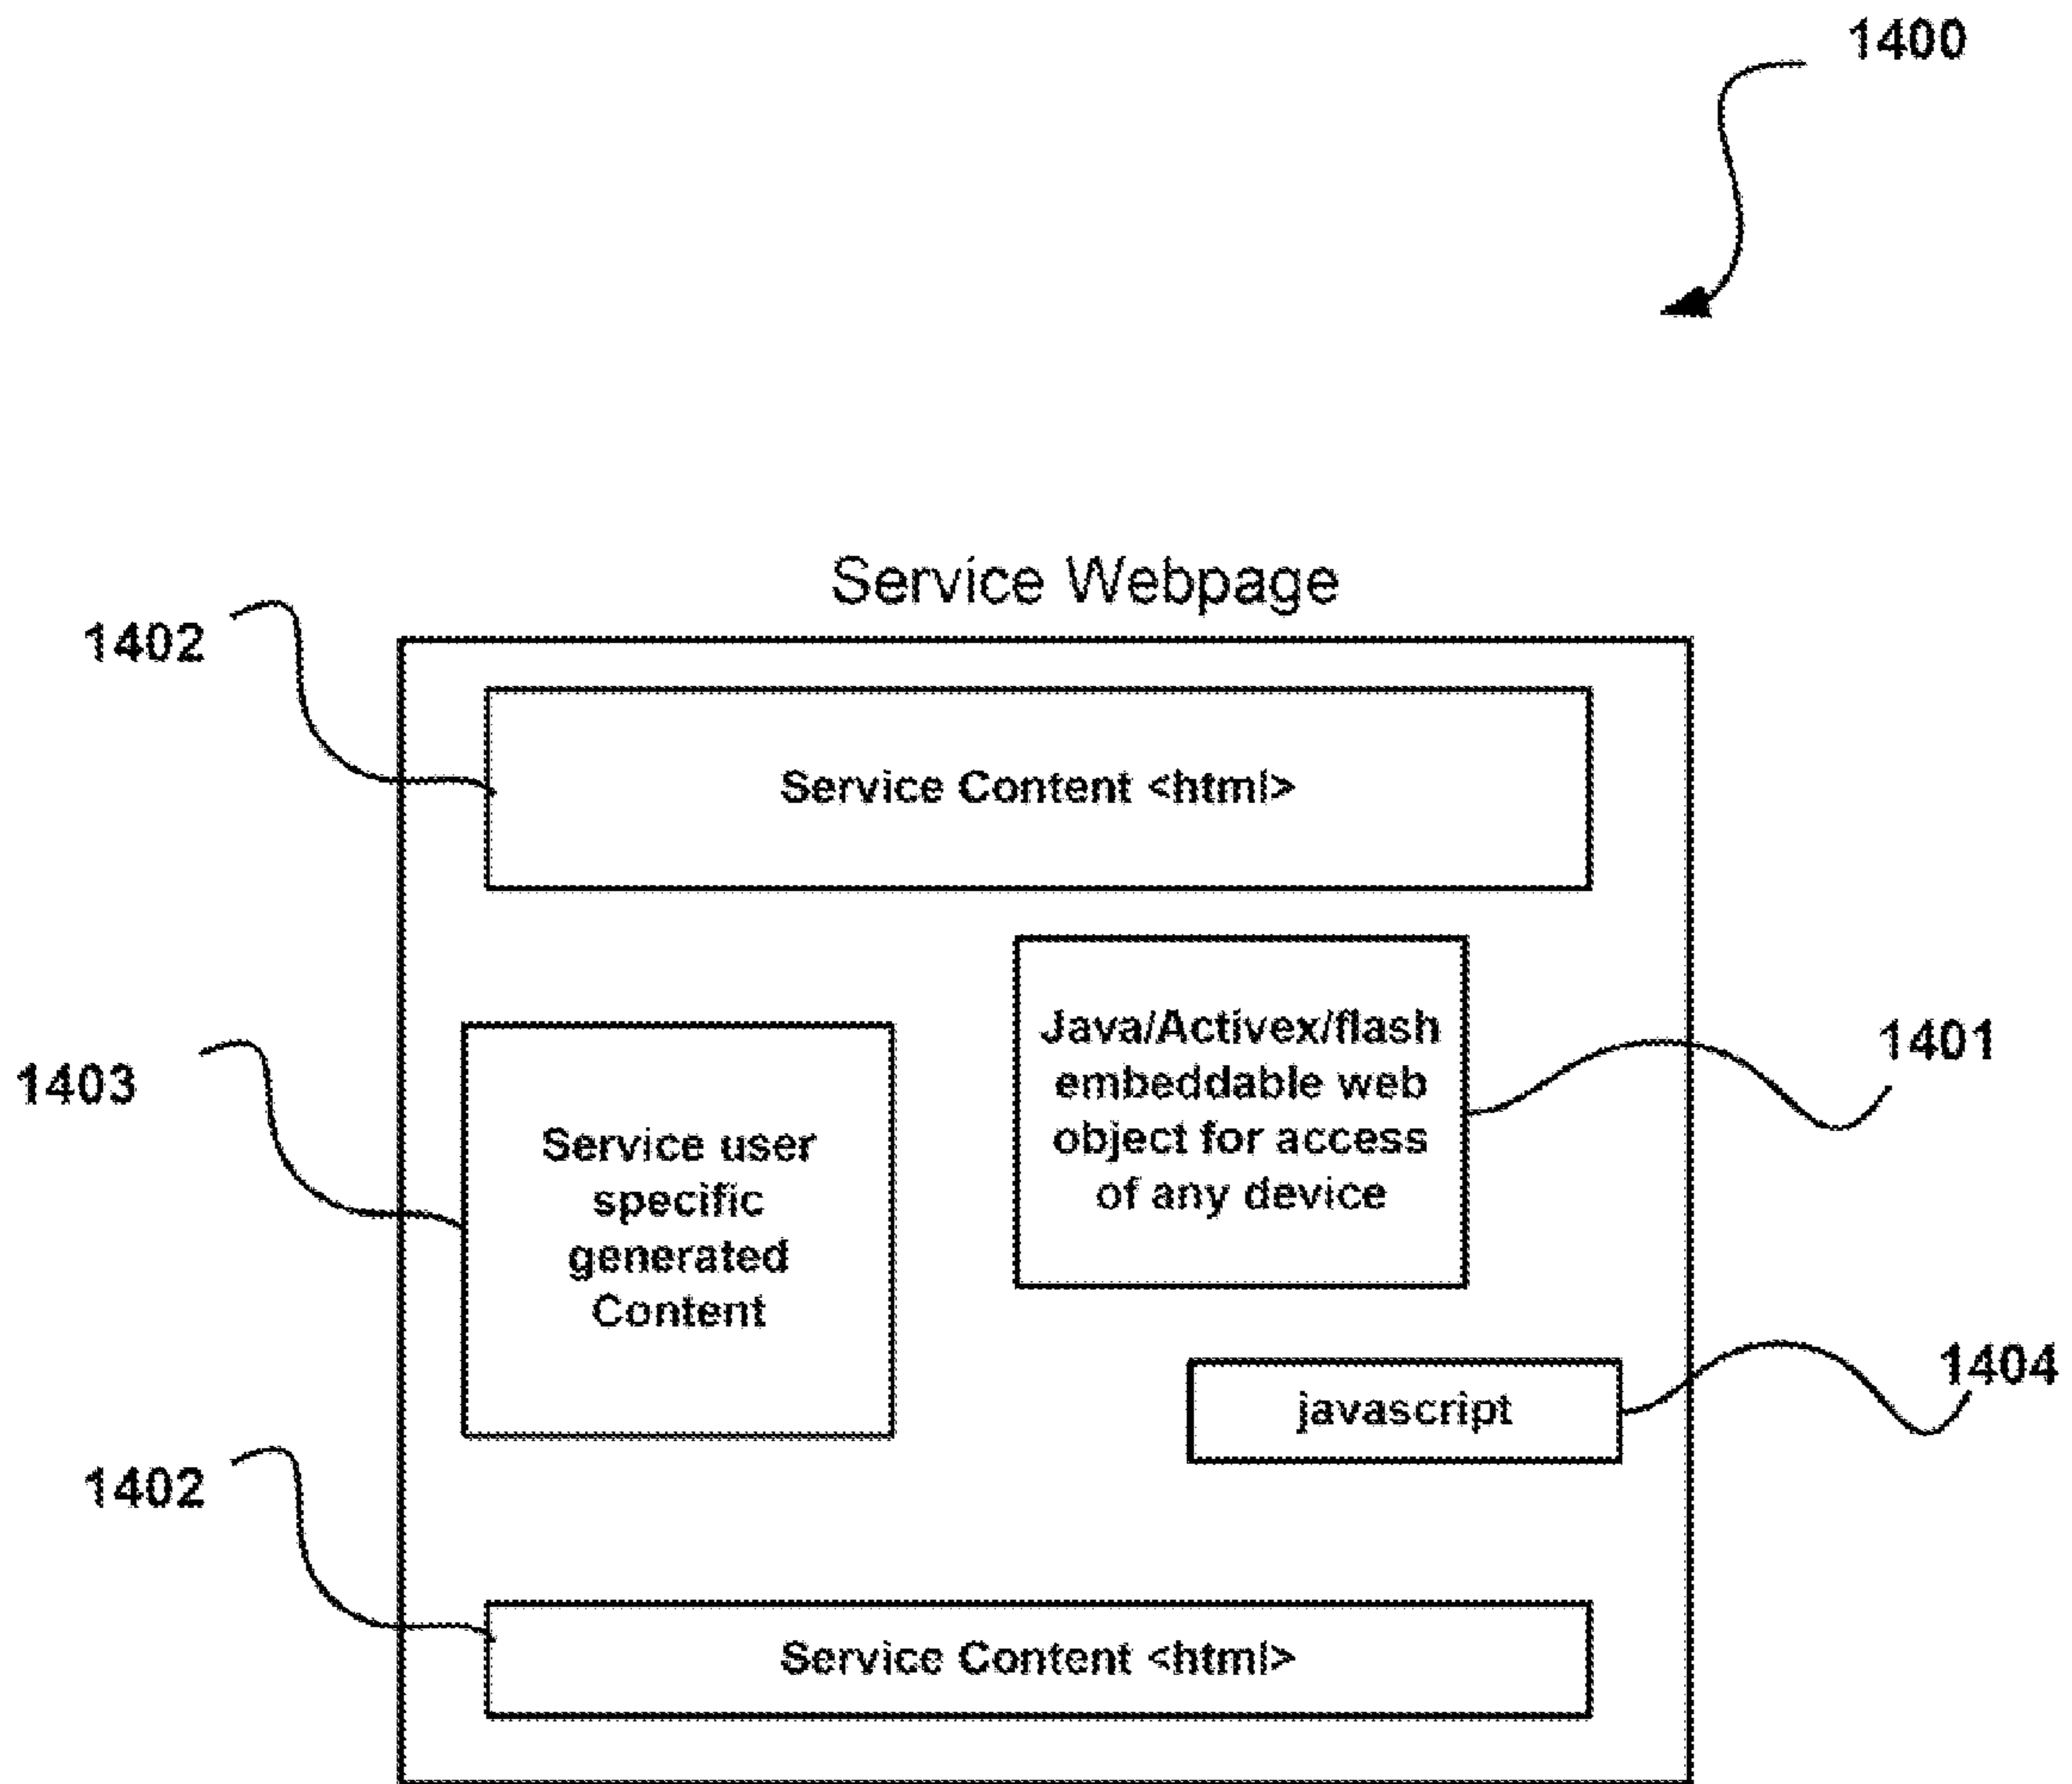 1400
Service Webpage
1402
Service Content <html>
Java/Activex/flash
embeddable web
object for access
of any device
1401
1403
Service user
specific
generated
Content
1404
javascript
1402
Service Content <html>